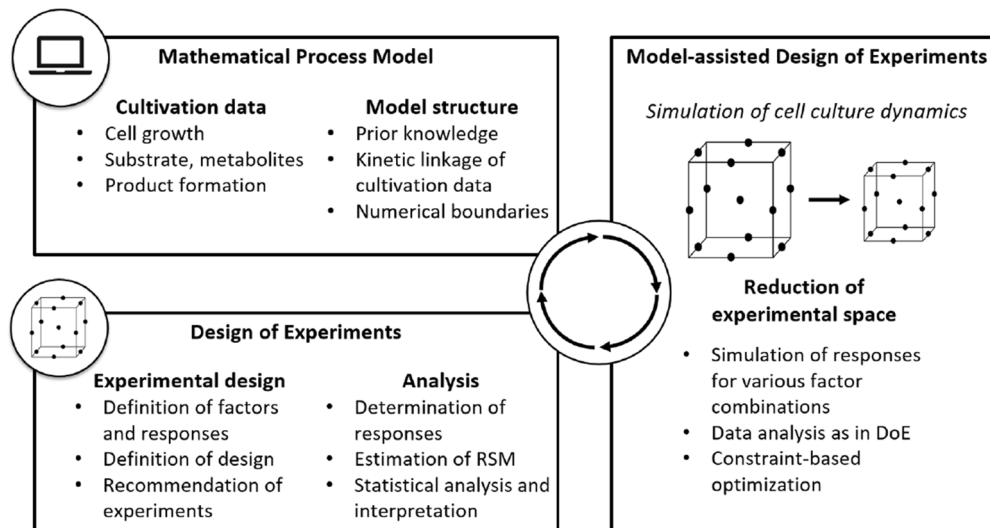 Mathematical Process Model
Cultivation data
• Cell growth
• Substrate, metabolites
• Product formation
Model structure
• Prior knowledge
• Kinetic linkage of
cultivation data
• Numerical boundaries
Design of Experiments
Experimental design
• Definition of factors
and responses
• Definition of design
• Recommendation of
experiments
Analysis
• Determination of
responses
• Estimation of RSM
• Statistical analysis and
interpretation
Model-assisted Design of Experiments
Simulation of cell culture dynamics
Reduction of
experimental space
• Simulation of responses
for various factor
combinations
• Data analysis as in DoE
• Constraint-based
optimization